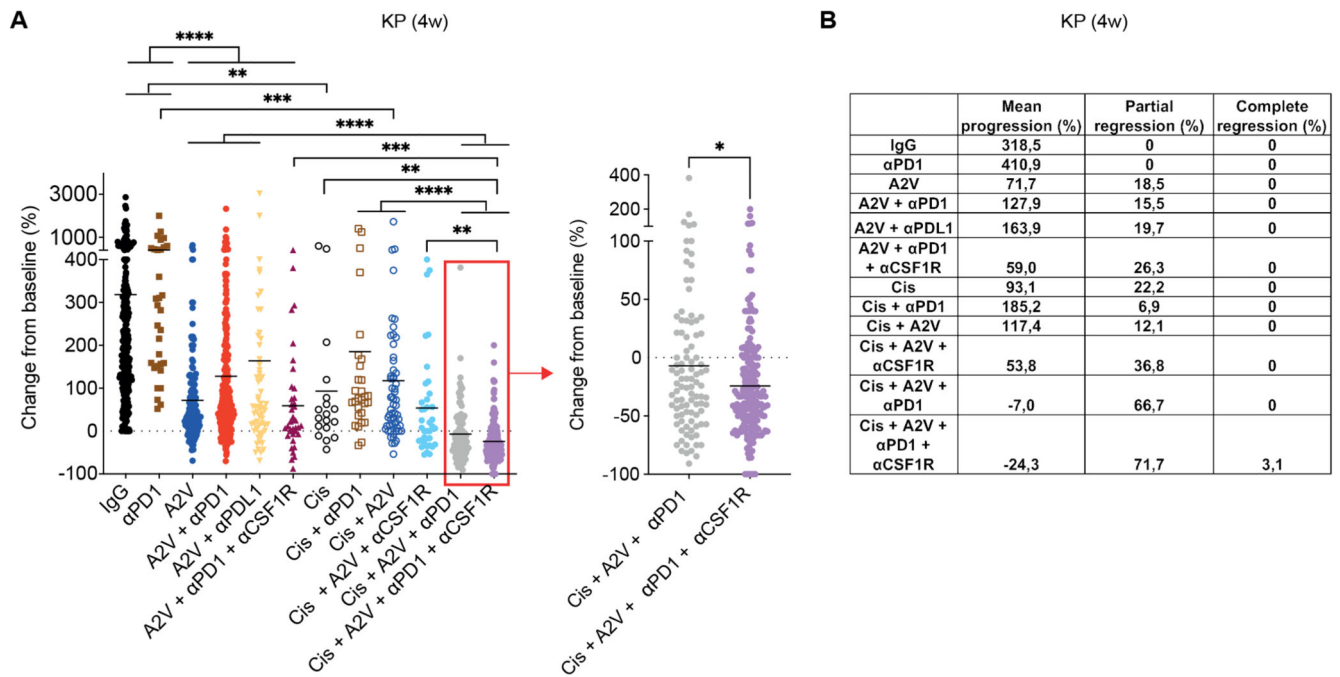 A
KP (4w)
****
**
***
****
***
**
****
**
Change from baseline (%)
3000
1000
400
300
200
100
0
-100
IgG
αPD1
A2V
A2V + αPD1
A2V + αPDL1
A2V + αPD1 + αCSF1R
Cis
Cis + αPD1
Cis + A2V
Cis + A2V + αCSF1R
Cis + A2V + αPD1
Cis + A2V + αPD1 + αCSF1R
*
Change from baseline (%)
400
200
100
50
0
-50
-100
Cis + A2V + αPD1
Cis + A2V + αPD1 + αCSF1R
B
KP (4w)
Mean Partial Complete
progression (%) regression (%) regression (%)
IgG 318,5 0 0
αPD1 410,9 0 0
A2V 71,7 18,5 0
A2V + αPD1 127,9 15,5 0
A2V + αPDL1 163,9 19,7 0
A2V + αPD1
+ αCSF1R 59,0 26,3 0
Cis 93,1 22,2 0
Cis + αPD1 185,2 6,9 0
Cis + A2V 117,4 12,1 0
Cis + A2V +
αCSF1R 53,8 36,8 0
Cis + A2V +
αPD1 -7,0 66,7 0
Cis + A2V +
αPD1 +
αCSF1R -24,3 71,7 3,1